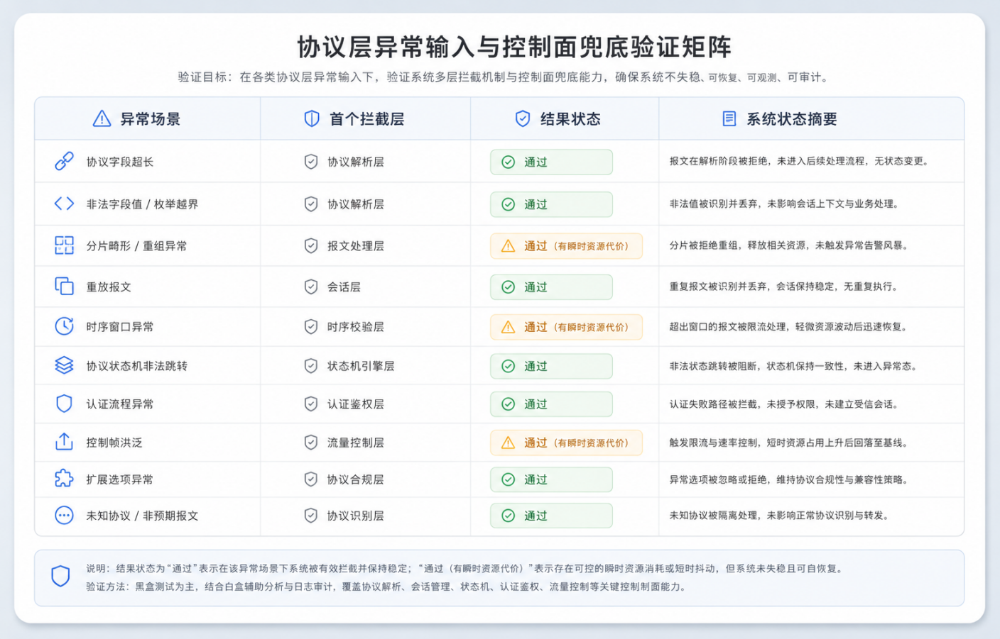 协议层异常输入与控制面兜底验证矩阵
验证目标：在各类协议层异常输入下，验证系统多层拦截机制与控制面兜底能力，确保系统不失稳、可恢复、可观测、可审计。
异常场景 首个拦截层 结果状态 系统状态摘要
协议字段超长 协议解析层 通过 报文在解析阶段被拒绝，未进入后续处理流程，无状态变更。
非法字段值 / 枚举越界 协议解析层 通过 非法值被识别并丢弃，未影响会话上下文与业务处理。
分片畸形 / 重组异常 报文处理层 通过（有瞬时资源代价） 分片被拒绝重组，释放相关资源，未触发异常告警风暴。
重放报文 会话层 通过 重复报文被识别并丢弃，会话保持稳定，无重复执行。
时序窗口异常 时序校验层 通过（有瞬时资源代价） 超出窗口的报文被限流处理，轻微资源波动后迅速恢复。
协议状态机非法跳转 状态机引擎层 通过 非法状态跳转被阻断，状态机保持一致性，未进入异常态。
认证流程异常 认证鉴权层 通过 认证失败路径被拦截，未授予权限，未建立受信会话。
控制帧洪泛 流量控制层 通过（有瞬时资源代价） 触发限流与速率控制，短时资源占用上升后回落至基线。
扩展选项异常 协议合规层 通过 异常选项被忽略或拒绝，维持协议合规性与兼容性策略。
未知协议 / 非预期报文 协议识别层 通过 未知协议被隔离处理，未影响正常协议识别与转发。
说明：结果状态为“通过”表示在该异常场景下系统被有效拦截并保持稳定；“通过（有瞬时资源代价）”表示存在可控的瞬时资源消耗或短时抖动，但系统未失稳且可自恢复。
验证方法：黑盒测试为主，结合白盒辅助分析与日志审计，覆盖协议解析、会话管理、状态机、认证鉴权、流量控制等关键控制制面能力。